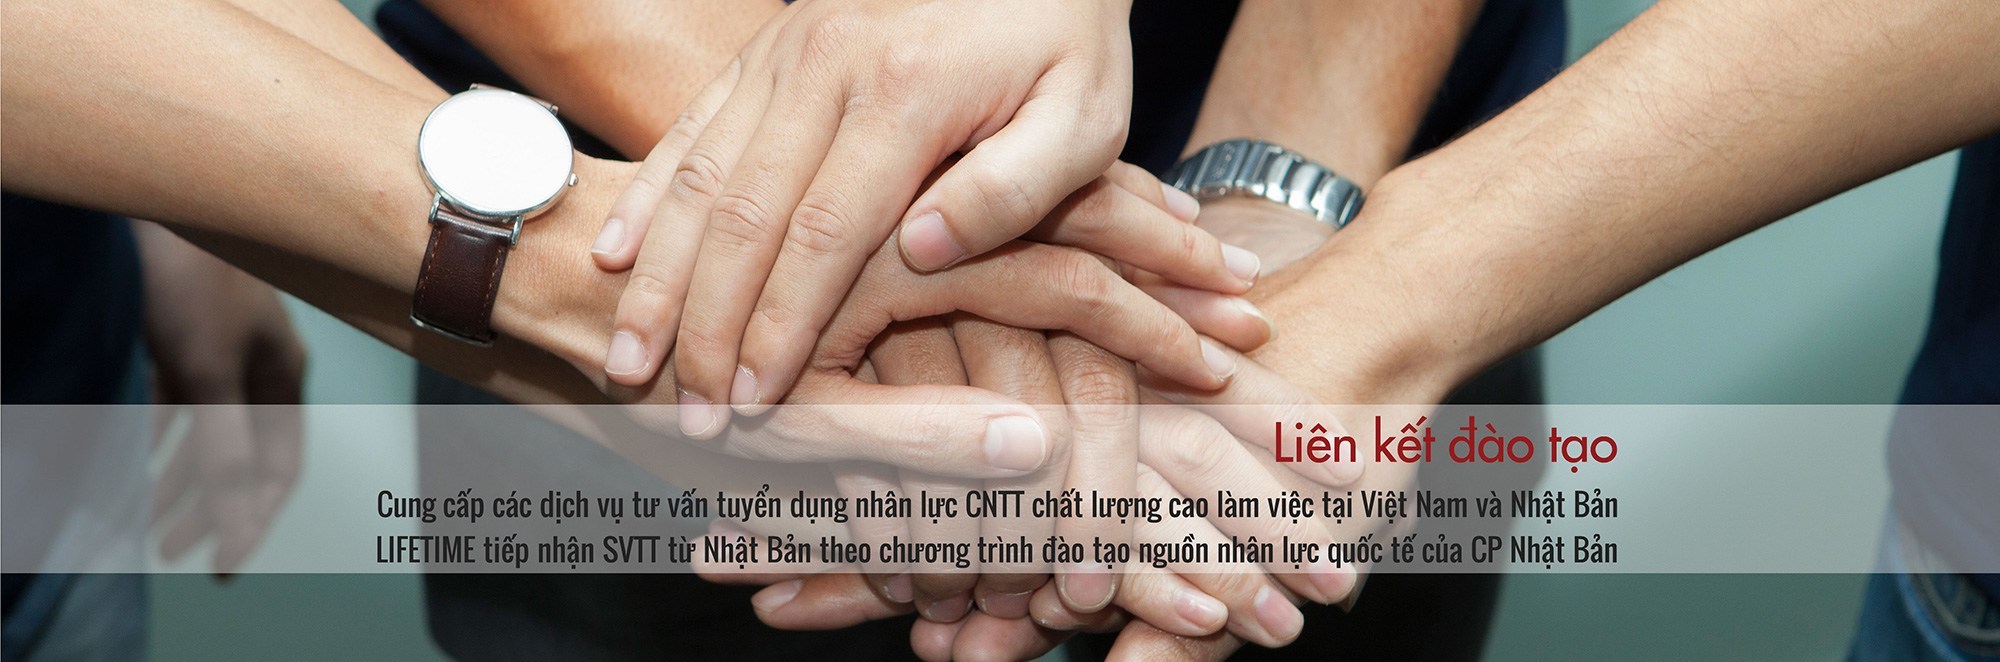 Liên kết đào tạo
Cung cấp các dịch vụ tư vấn tuyển dụng nhân lực CNTT chất lượng cao làm việc tại Việt Nam và Nhật Bản
LIFETIME tiếp nhận SVTT từ Nhật Bản theo chương trình đào tạo nguồn nhân lực quốc tế của CP Nhật Bản